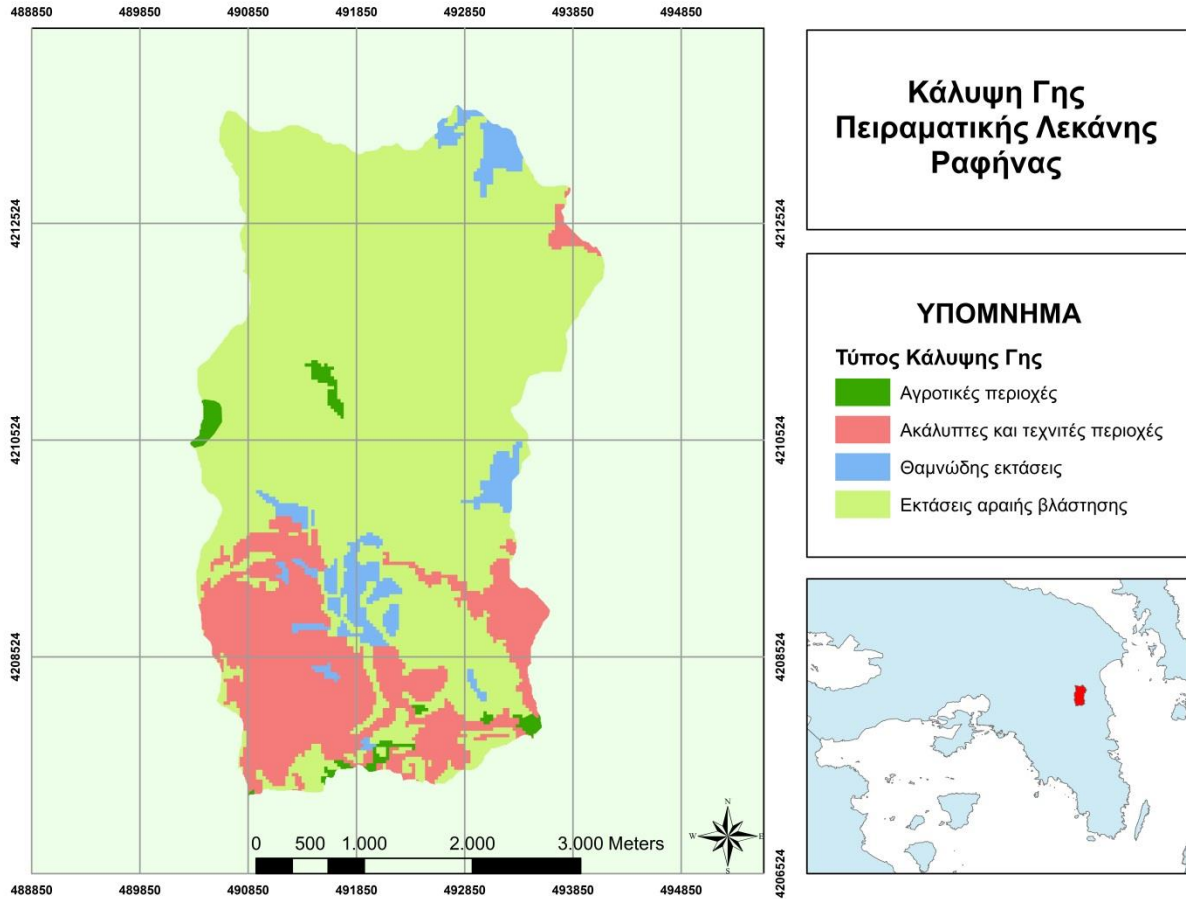 488850 489850 490850 491850 492850 493850 494850
4212524 4212524
4210524 4210524
4208524 4208524
4206524
0 500 1.000 2.000 3.000 Meters
N
W E
S
488850 489850 490850 491850 492850 493850 494850
Κάλυψη Γης
Πειραματικής Λεκάνης
Ραφήνας
ΥΠΟΜΝΗΜΑ
Τύπος Κάλυψης Γης
Αγροτικές περιοχές
Ακάλυπτες και τεχνιτές περιοχές
Θαμνώδης εκτάσεις
Εκτάσεις αραιής βλάστησης